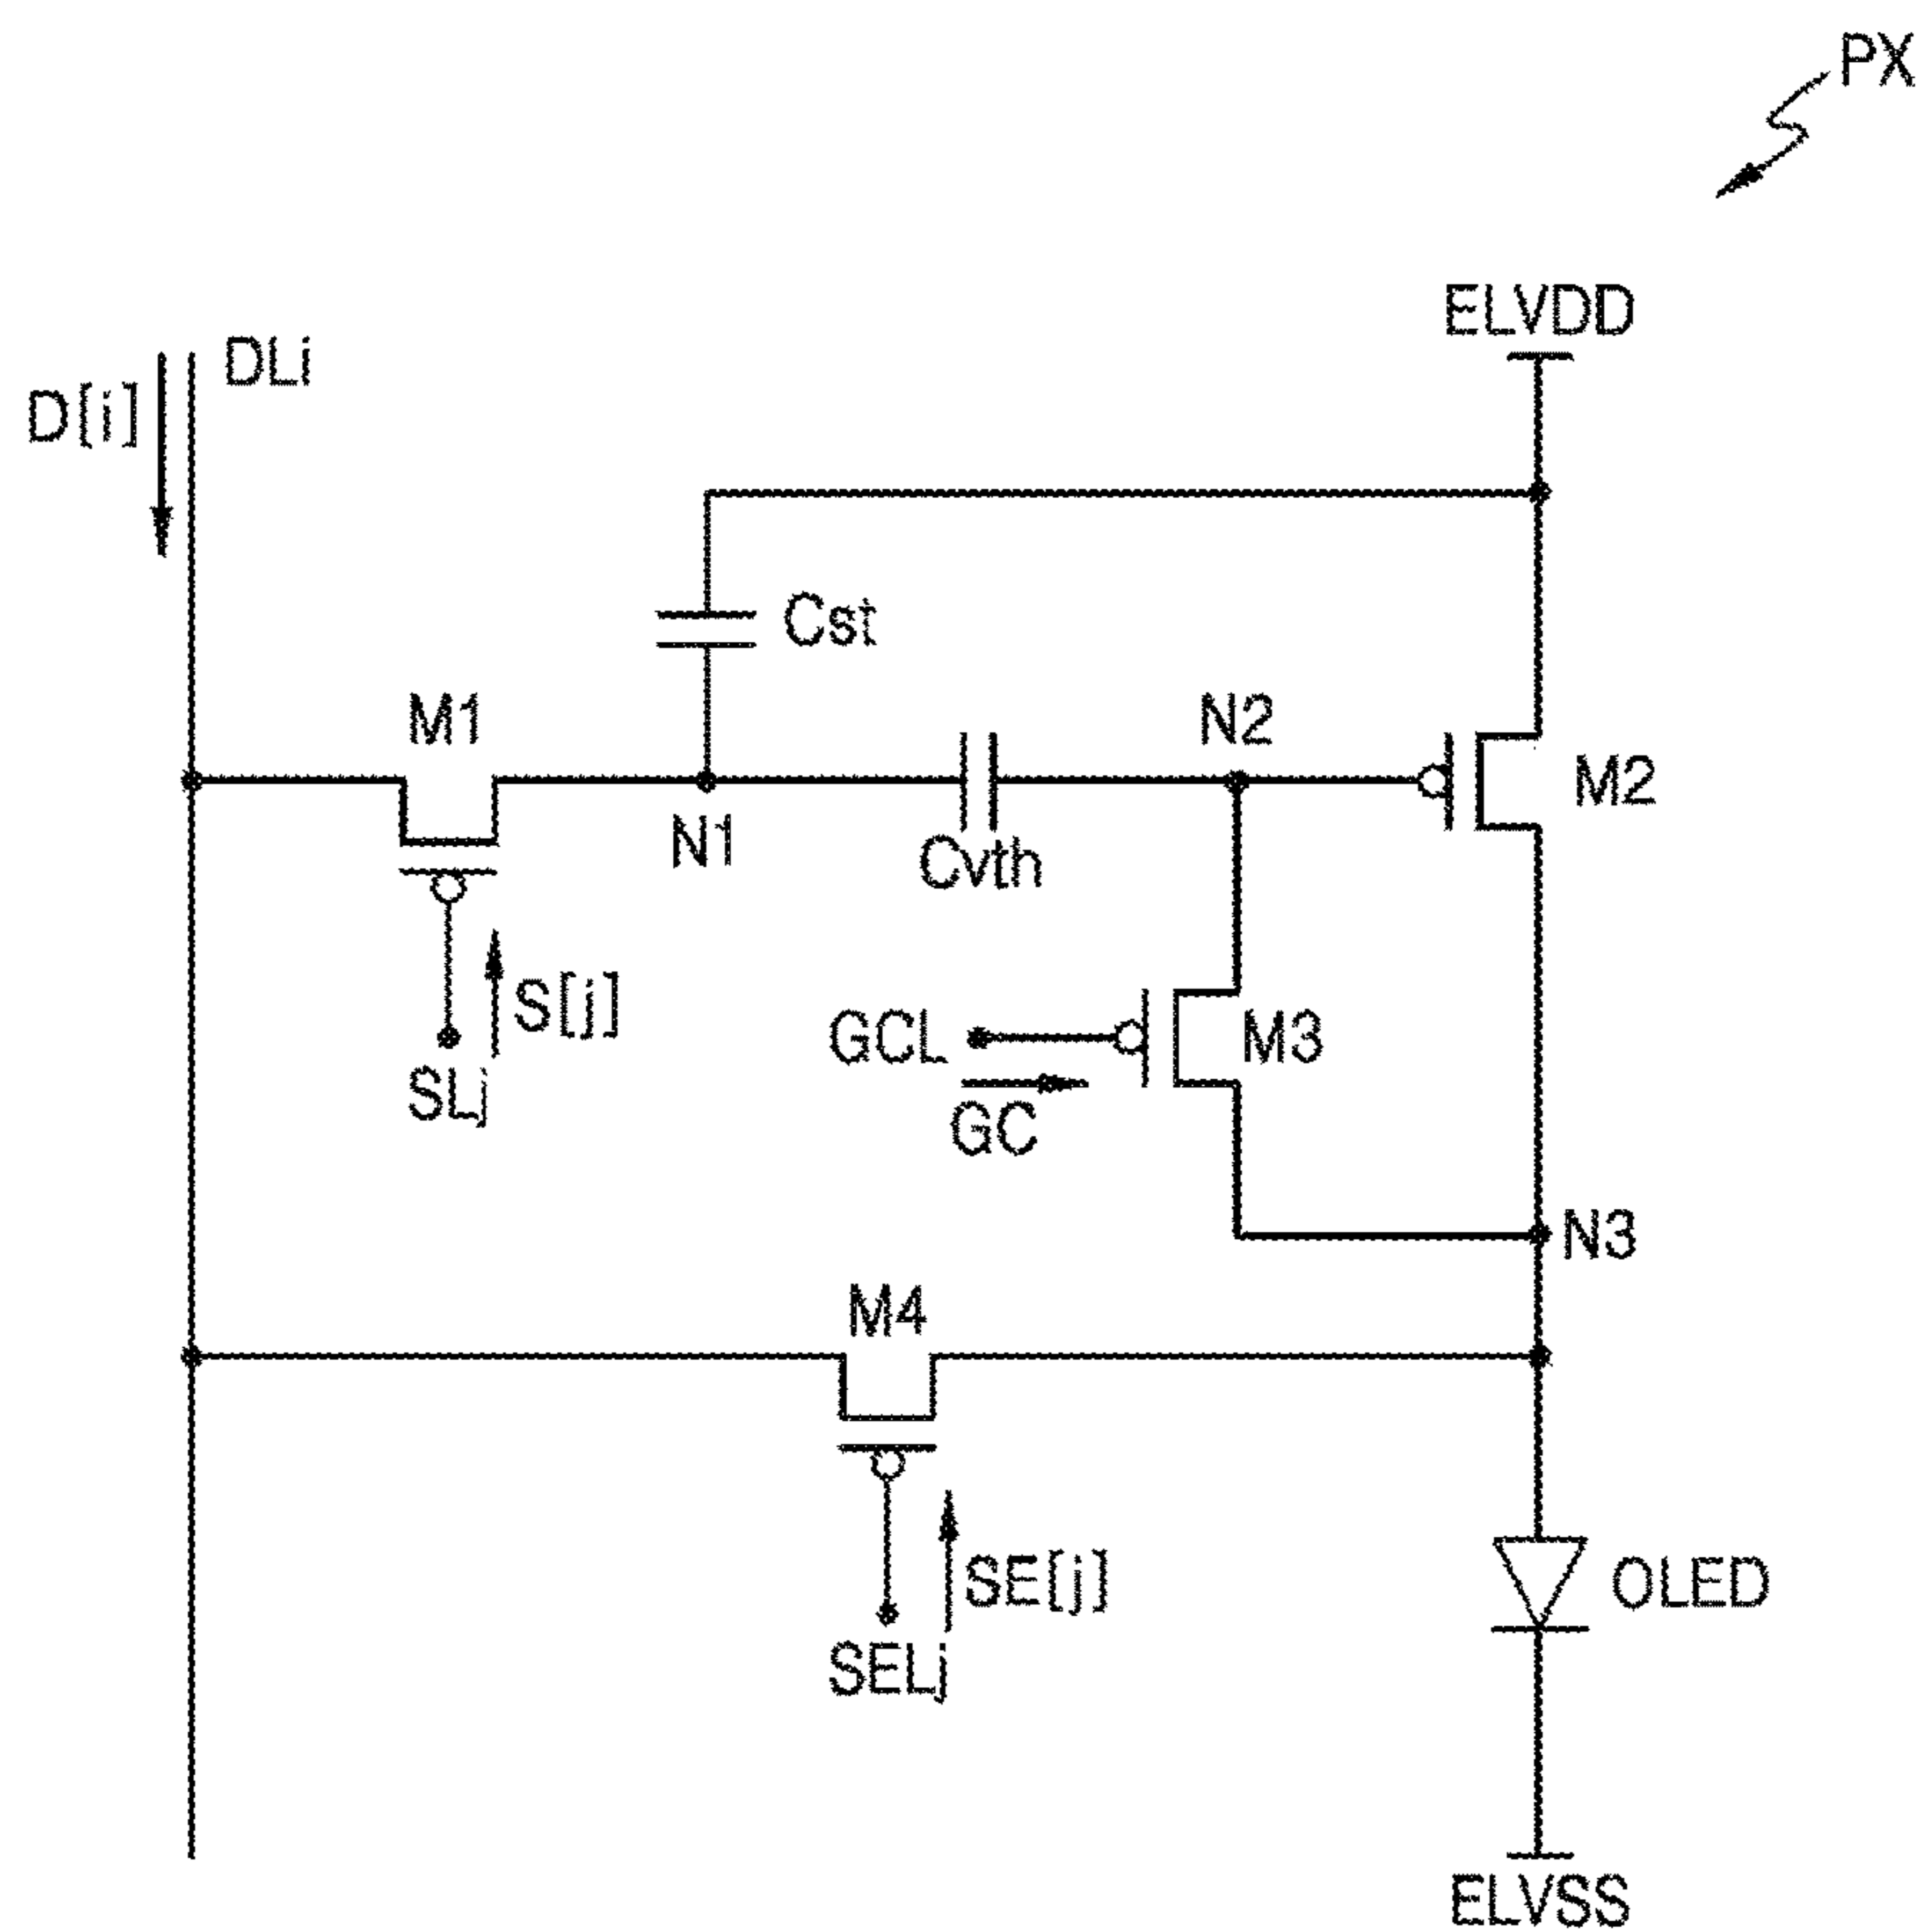 PX
ELVDD
DLi
D[i]
Cst
M1
N2
M2
N1
Cvth
S[j]
GCL
M3
SLj
GC
N3
M4
SE[j]
OLED
SELj
ELVSS